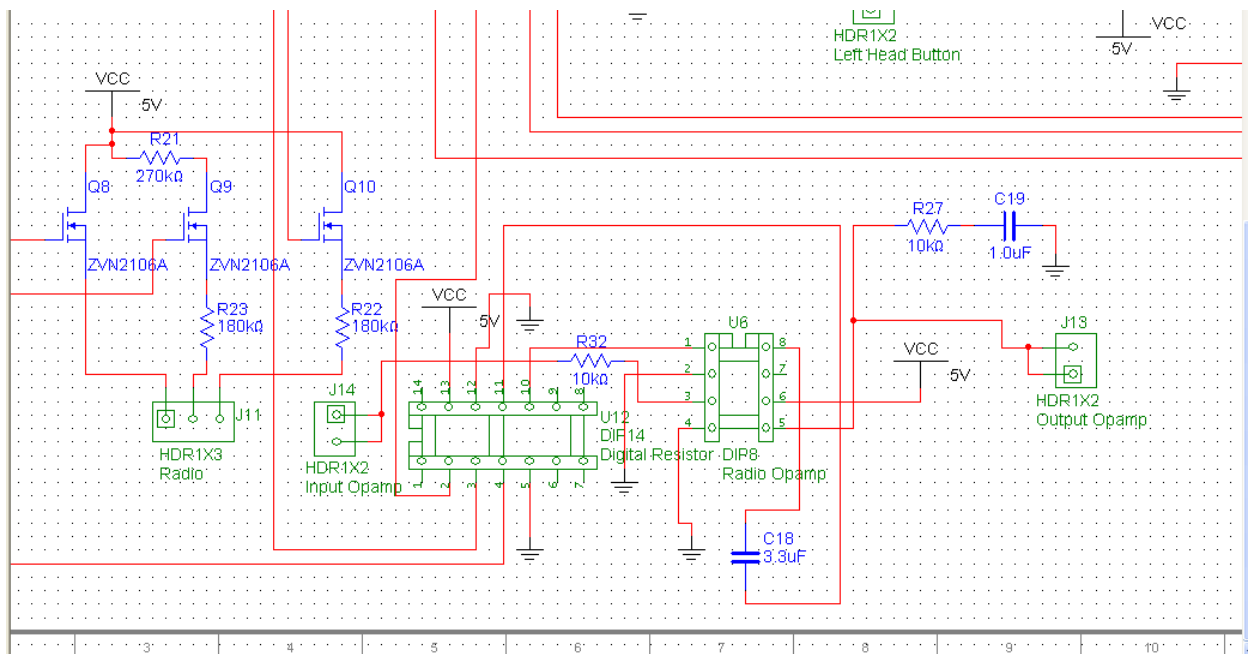 HDR1X2
Left Head Button
VCC
5V
VCC
5V
R21
270kΩ
Q8
Q9
Q10
ZVN2106A
ZVN2106A
ZVN2106A
R27
10kΩ
C19
1.0uF
R23
180kΩ
R22
180kΩ
VCC
5V
R32
10kΩ
U6
1
2
3
4
8
7
6
5
VCC
5V
J13
HDR1X2
Output Opamp
J11
HDR1X3
Radio
J14
HDR1X2
Input Opamp
14
13
12
11
10
9
8
1
2
3
4
5
6
7
U12
DIP14
Digital Resistor
DIP8
Radio Opamp
C18
3.3uF
3
4
5
6
7
8
9
10